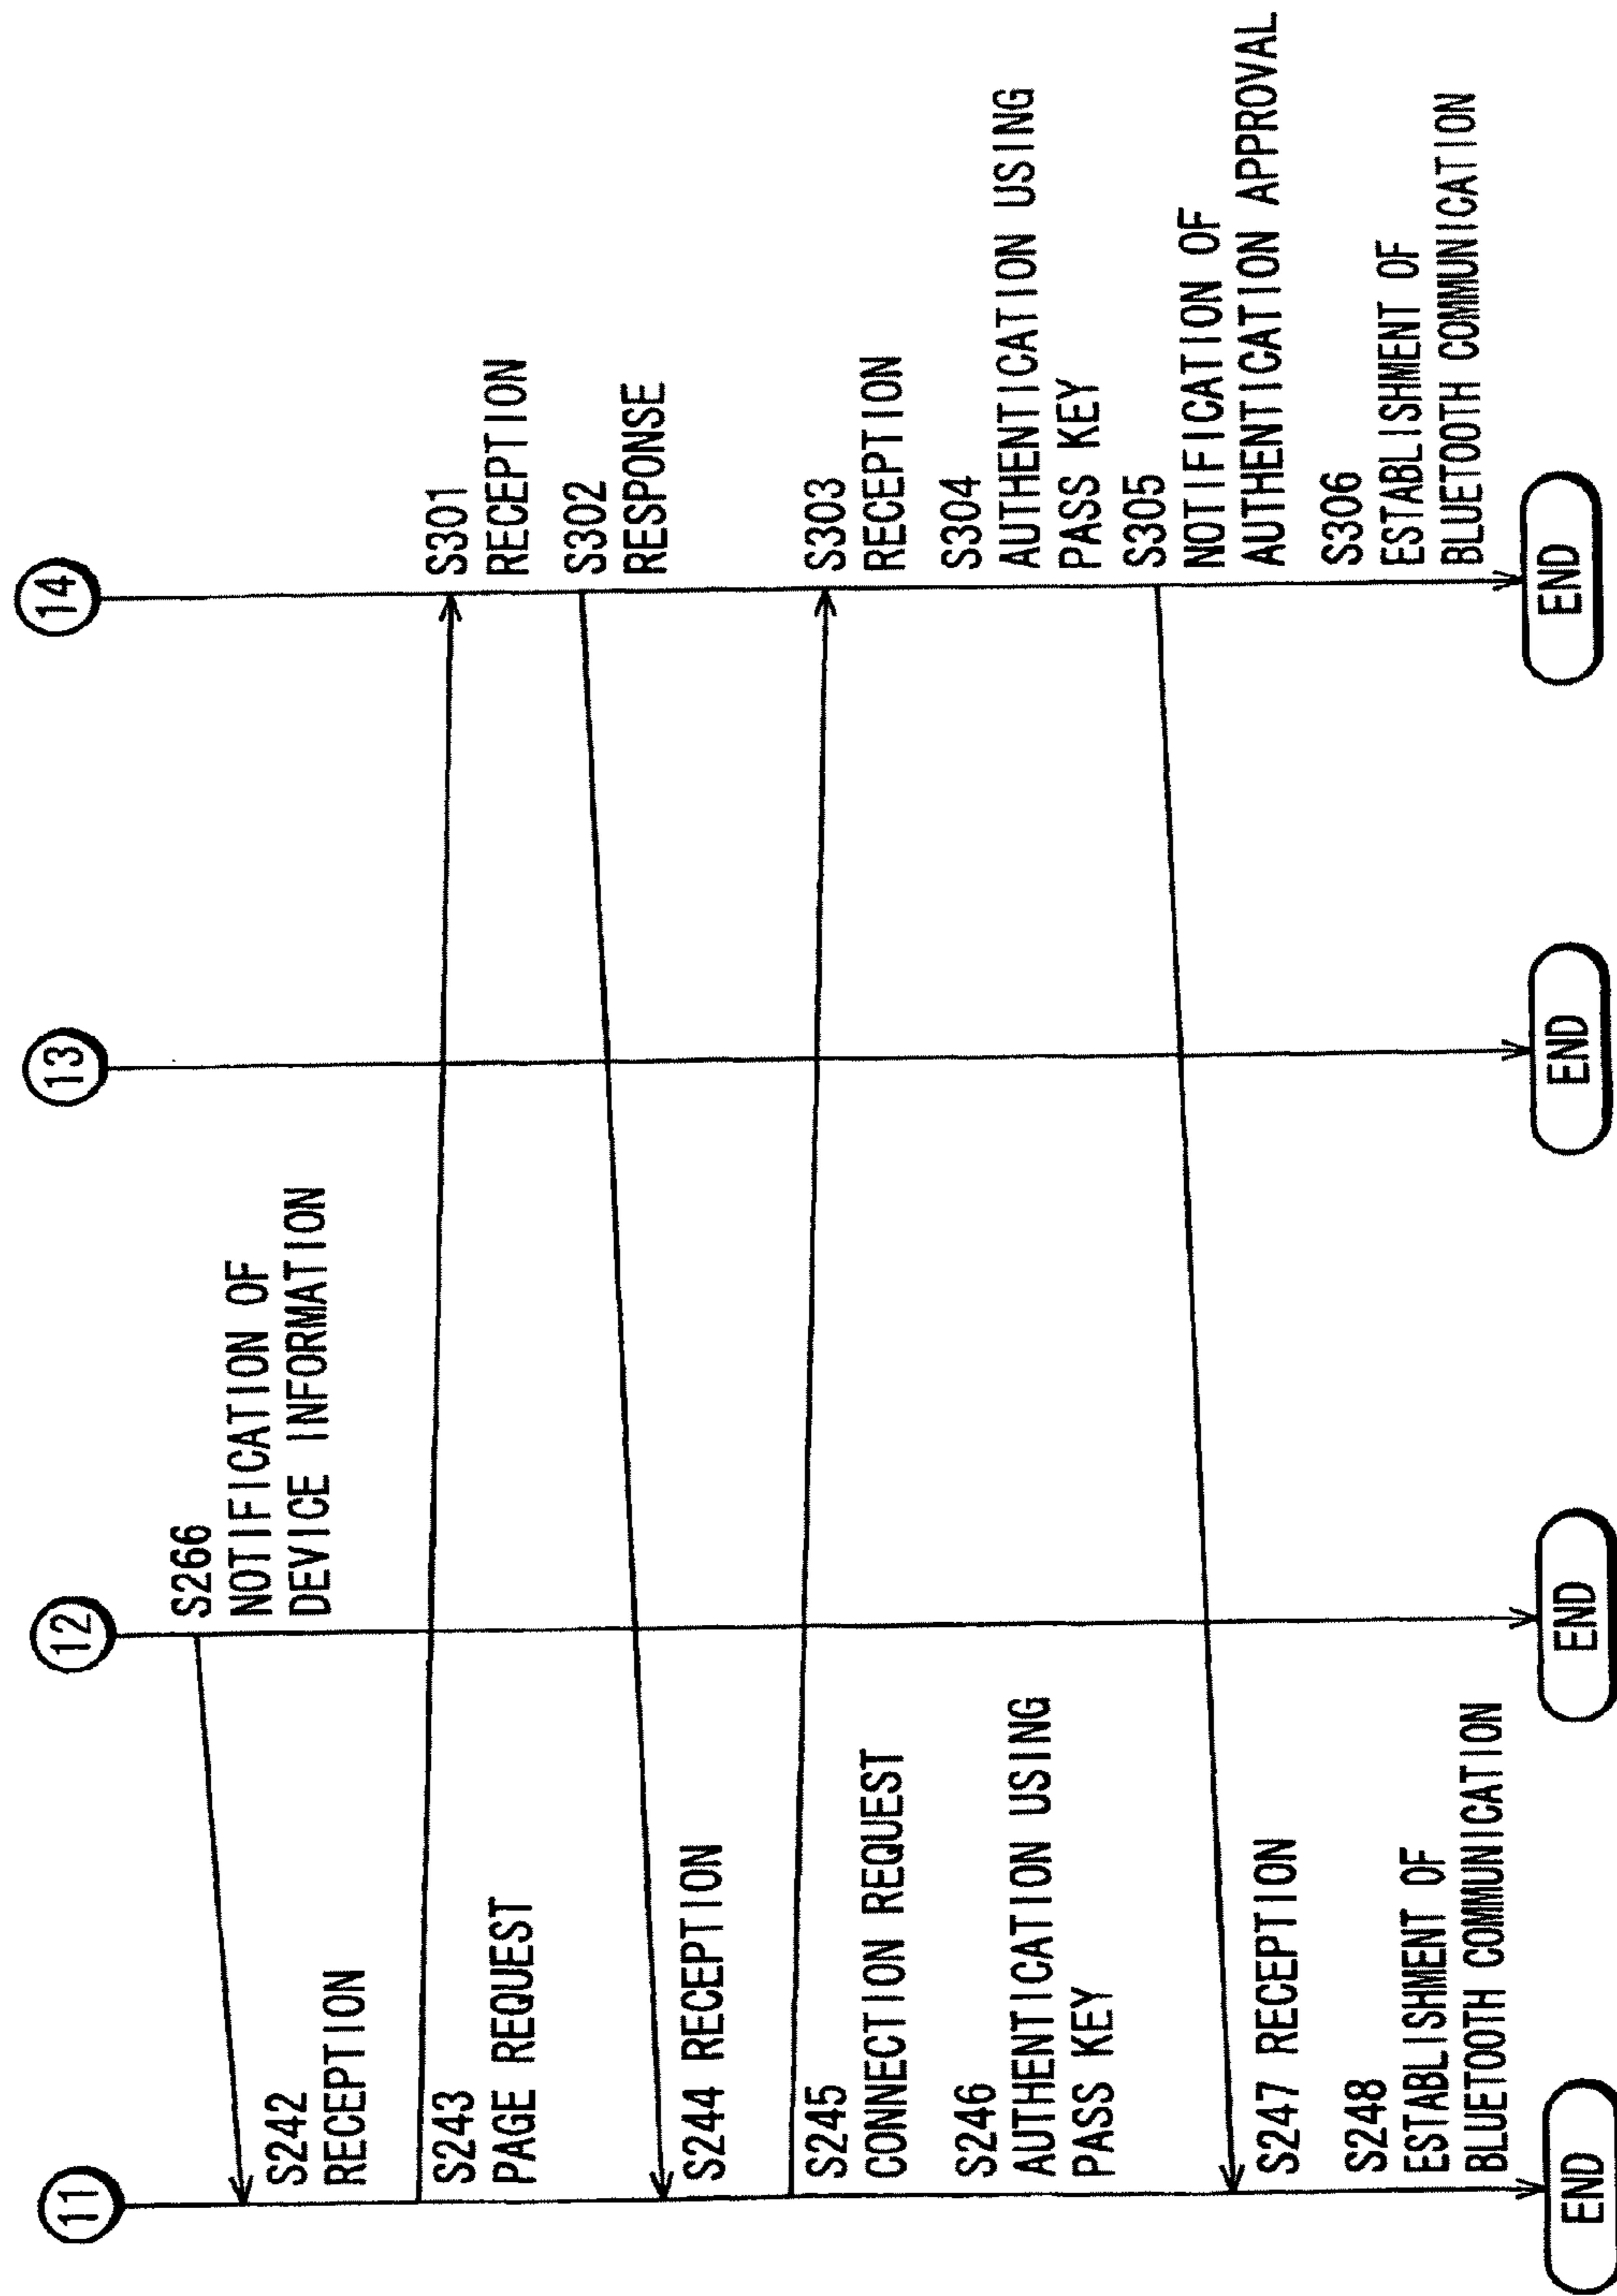 11
12
13
14
S266
NOTIFICATION OF
DEVICE INFORMATION
S242
RECEPTION
S243
PAGE REQUEST
S301
RECEPTION
S302
RESPONSE
S244 RECEPTION
S245
CONNECTION REQUEST
S303
RECEPTION
S246
AUTHENTICATION USING
PASS KEY
S304
AUTHENTICATION USING
PASS KEY
S305
NOTIFICATION OF
AUTHENTICATION APPROVAL
S247 RECEPTION
S248
ESTABLISHMENT OF
BLUETOOTH COMMUNICATION
S306
ESTABLISHMENT OF
BLUETOOTH COMMUNICATION
END
END
END
END